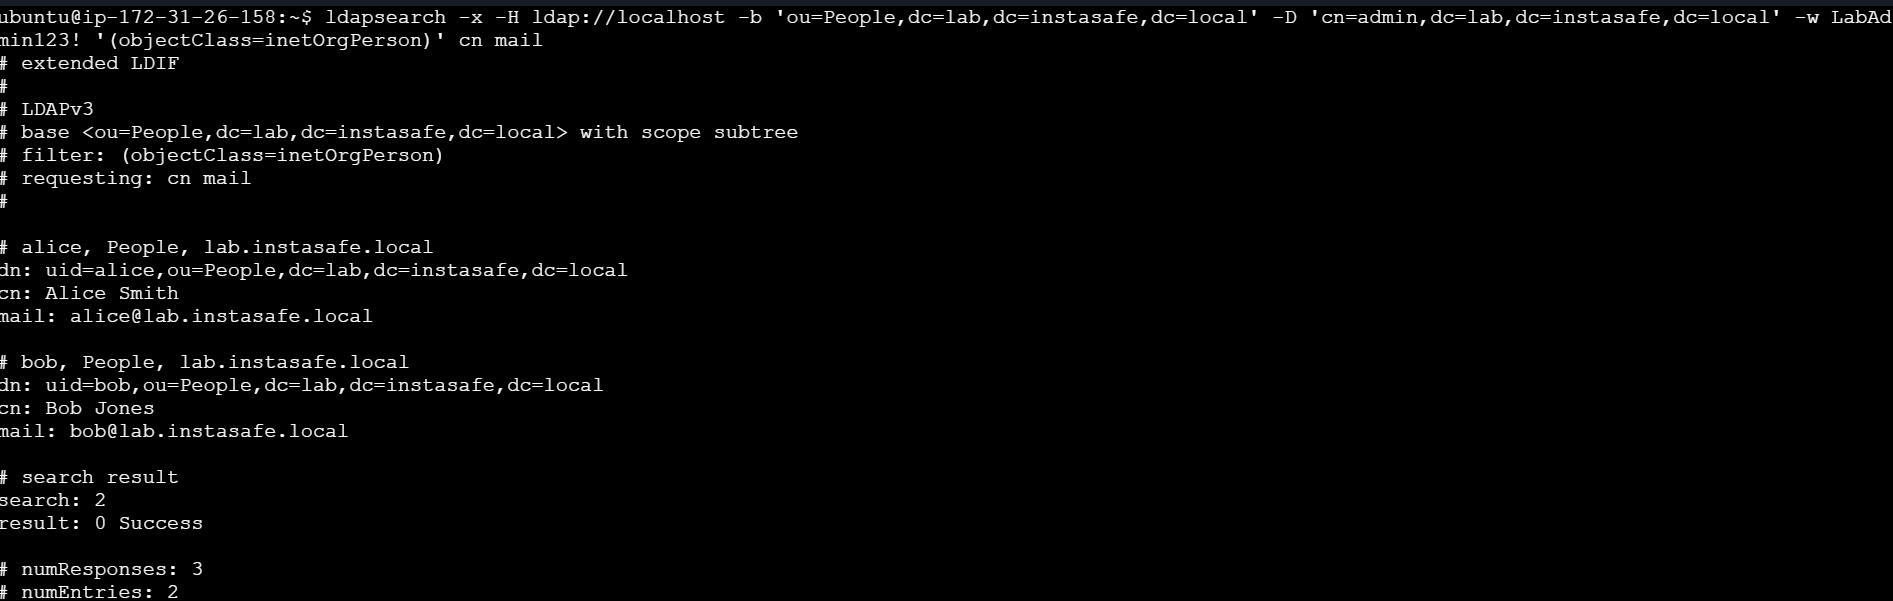 ubuntu@ip-172-31-26-158:~$ ldapsearch -x -H ldap://localhost -b 'ou=People,dc=lab,dc=instasafe,dc=local' -D 'cn=admin,dc=lab,dc=instasafe,dc=local' -w LabAd
min123! '(objectClass=inetOrgPerson)' cn mail
# extended LDIF
#
# LDAPv3
# base <ou=People,dc=lab,dc=instasafe,dc=local> with scope subtree
# filter: (objectClass=inetOrgPerson)
# requesting: cn mail
#
# alice, People, lab.instasafe.local
dn: uid=alice,ou=People,dc=lab,dc=instasafe,dc=local
cn: Alice Smith
mail: alice@lab.instasafe.local
# bob, People, lab.instasafe.local
dn: uid=bob,ou=People,dc=lab,dc=instasafe,dc=local
cn: Bob Jones
mail: bob@lab.instasafe.local
# search result
search: 2
result: 0 Success
# numResponses: 3
# numEntries: 2